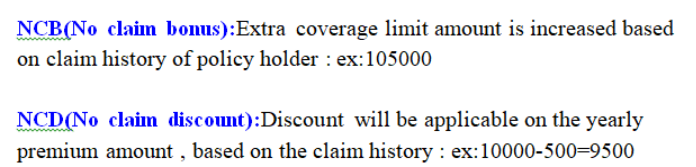 NCB(No claim bonus):Extra coverage limit amount is increased based
on claim history of policy holder : ex:105000
NCD(No claim discount):Discount will be applicable on the yearly
premium amount , based on the claim history : ex:10000-500=9500